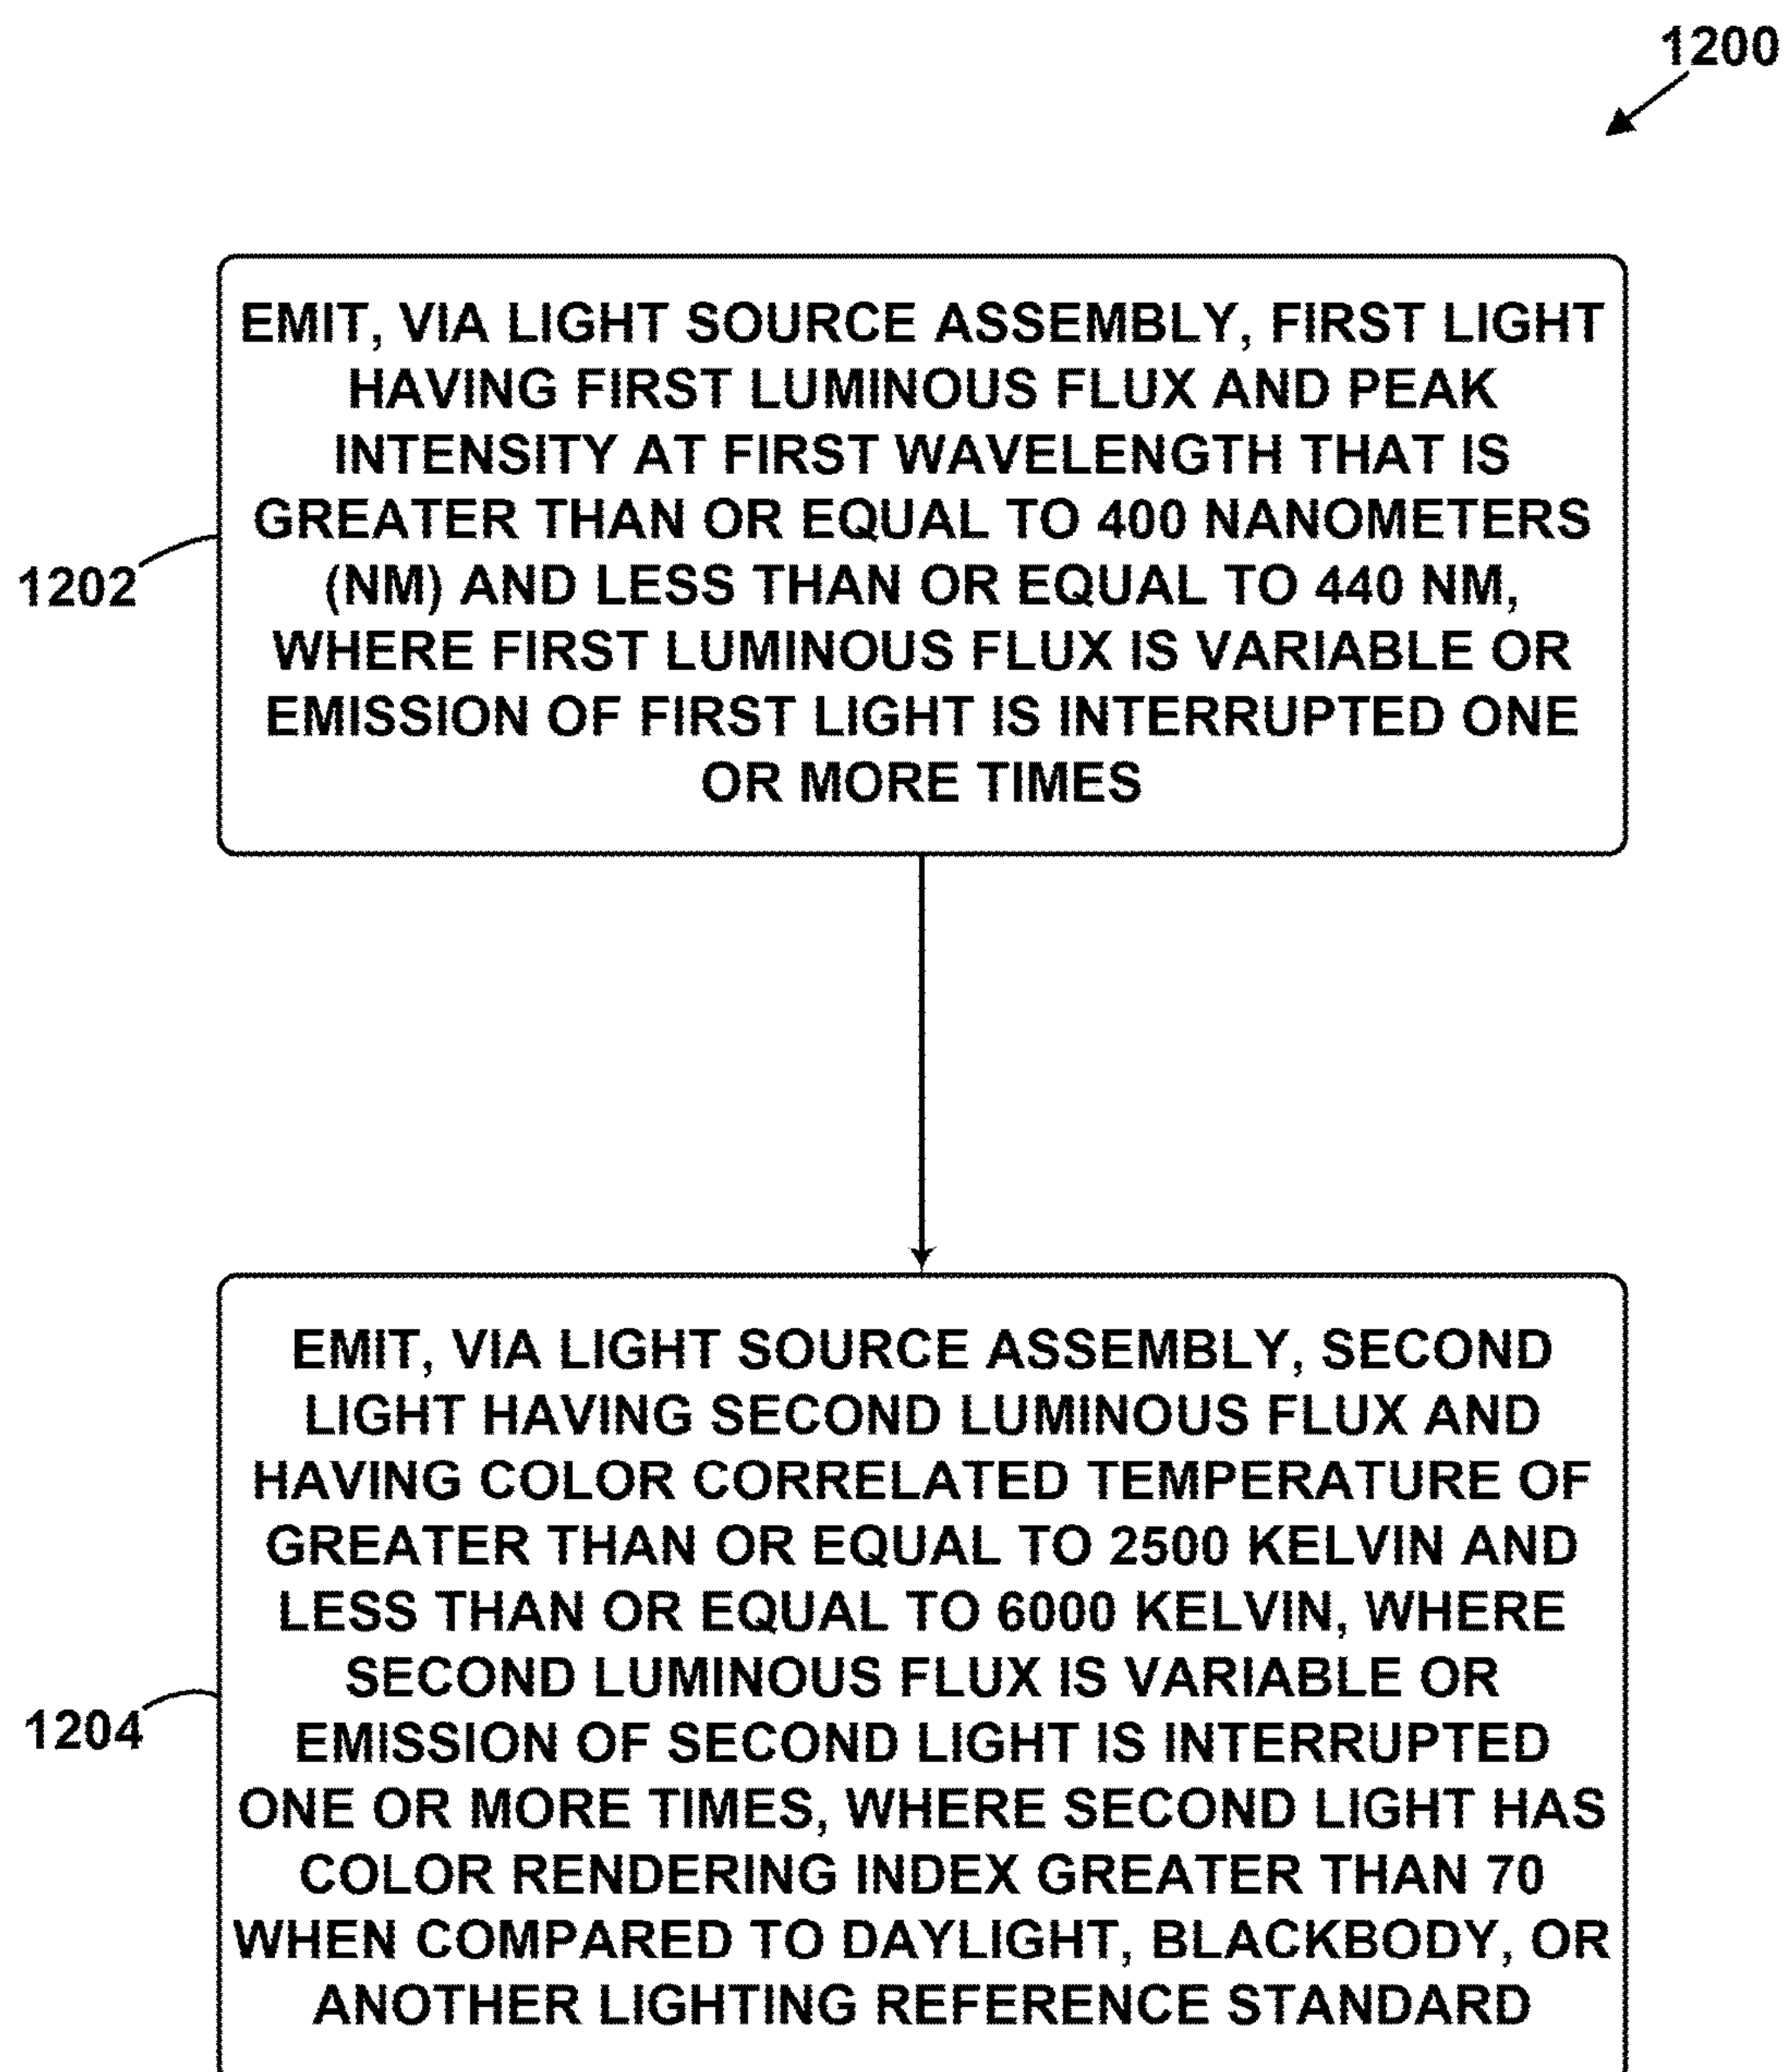 1200
EMIT, VIA LIGHT SOURCE ASSEMBLY, FIRST LIGHT
HAVING FIRST LUMINOUS FLUX AND PEAK
INTENSITY AT FIRST WAVELENGTH THAT IS
GREATER THAN OR EQUAL TO 400 NANOMETERS
(NM) AND LESS THAN OR EQUAL TO 440 NM,
WHERE FIRST LUMINOUS FLUX IS VARIABLE OR
EMISSION OF FIRST LIGHT IS INTERRUPTED ONE
OR MORE TIMES
1202
EMIT, VIA LIGHT SOURCE ASSEMBLY, SECOND
LIGHT HAVING SECOND LUMINOUS FLUX AND
HAVING COLOR CORRELATED TEMPERATURE OF
GREATER THAN OR EQUAL TO 2500 KELVIN AND
LESS THAN OR EQUAL TO 6000 KELVIN, WHERE
SECOND LUMINOUS FLUX IS VARIABLE OR
EMISSION OF SECOND LIGHT IS INTERRUPTED
ONE OR MORE TIMES, WHERE SECOND LIGHT HAS
COLOR RENDERING INDEX GREATER THAN 70
WHEN COMPARED TO DAYLIGHT, BLACKBODY, OR
ANOTHER LIGHTING REFERENCE STANDARD
1204